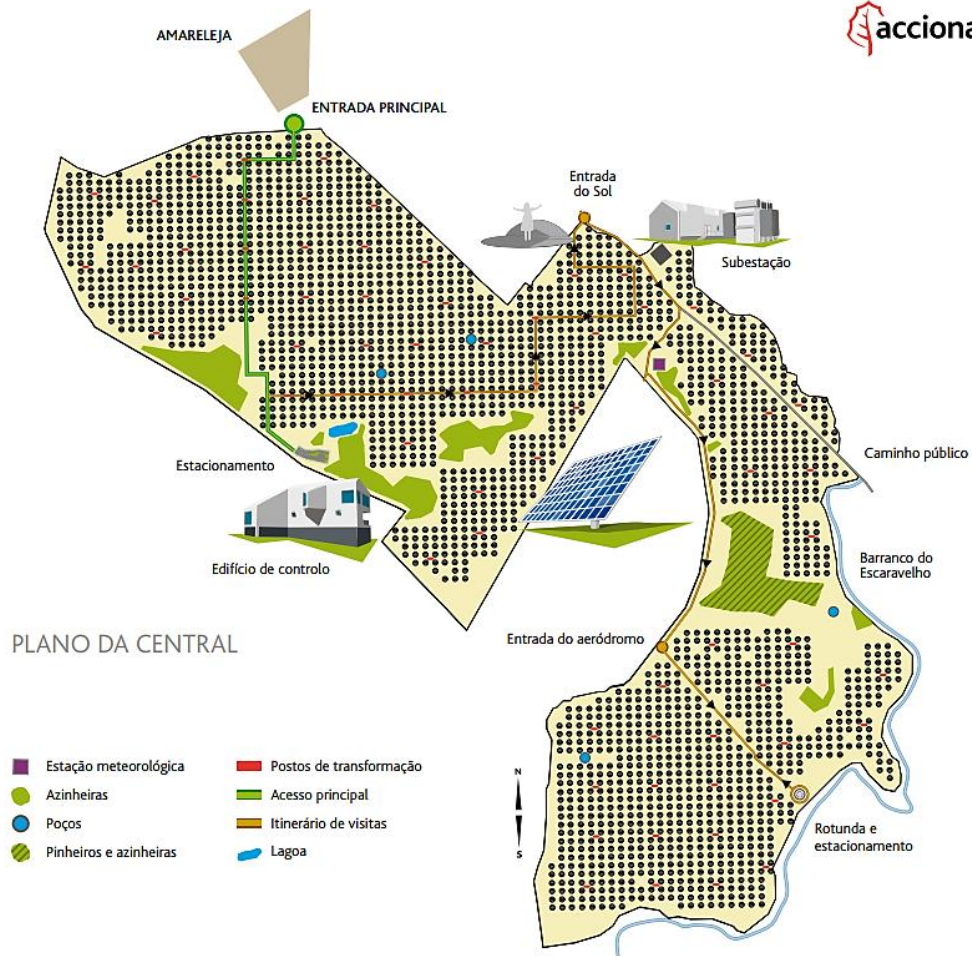 acciona
AMARELEJA
ENTRADA PRINCIPAL
Entrada
do Sol
Subestação
Estacionamento
Caminho público
Edifício de controlo
Barranco do
Escaravelho
Entrada do aeródromo
PLANO DA CENTRAL
Estação meteorológica
Azinheiras
Poços
Pinheiros e azinheiras
Postos de transformação
Acesso principal
Itinerário de visitas
Lagoa
N
S
Rotunda e
estacionamento